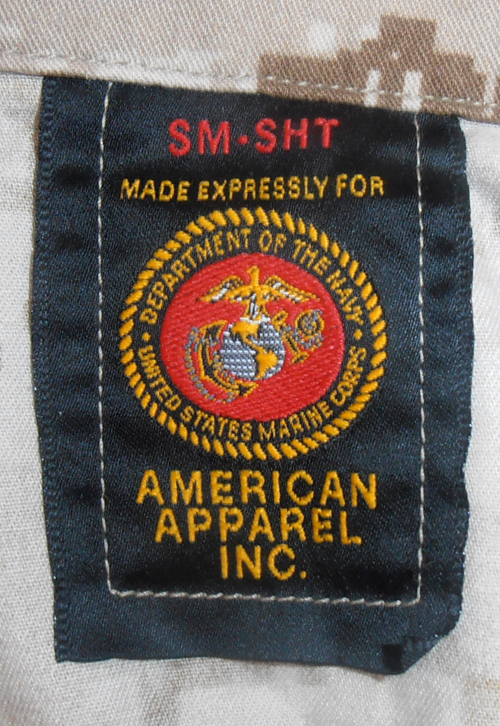 SM·SHT
MADE EXPRESSLY FOR
DEPARTMENT OF THE NAVY
UNITED STATES MARINE CORPS
AMERICAN
APPAREL
INC.